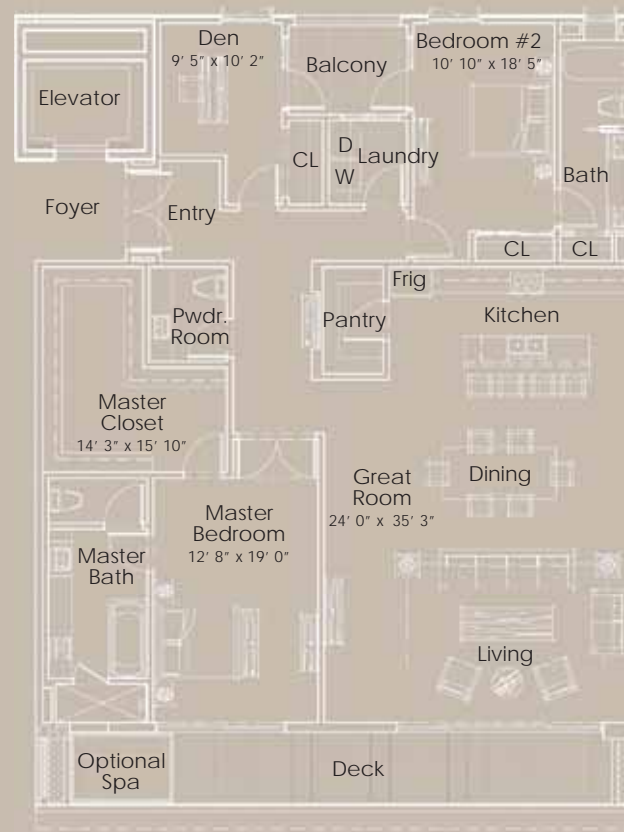 Den
9' 5" x 10' 2"
Balcony
Bedroom #2
10' 10" x 18' 5"
Elevator
CL
D
W
Laundry
Bath
Foyer
Entry
CL
CL
Frig
Pwdr.
Room
Pantry
Kitchen
Master
Closet
14' 3" x 15' 10"
Great
Room
24' 0" x 35' 3"
Dining
Master
Bedroom
12' 8" x 19' 0"
Master
Bath
Living
Optional
Spa
Deck